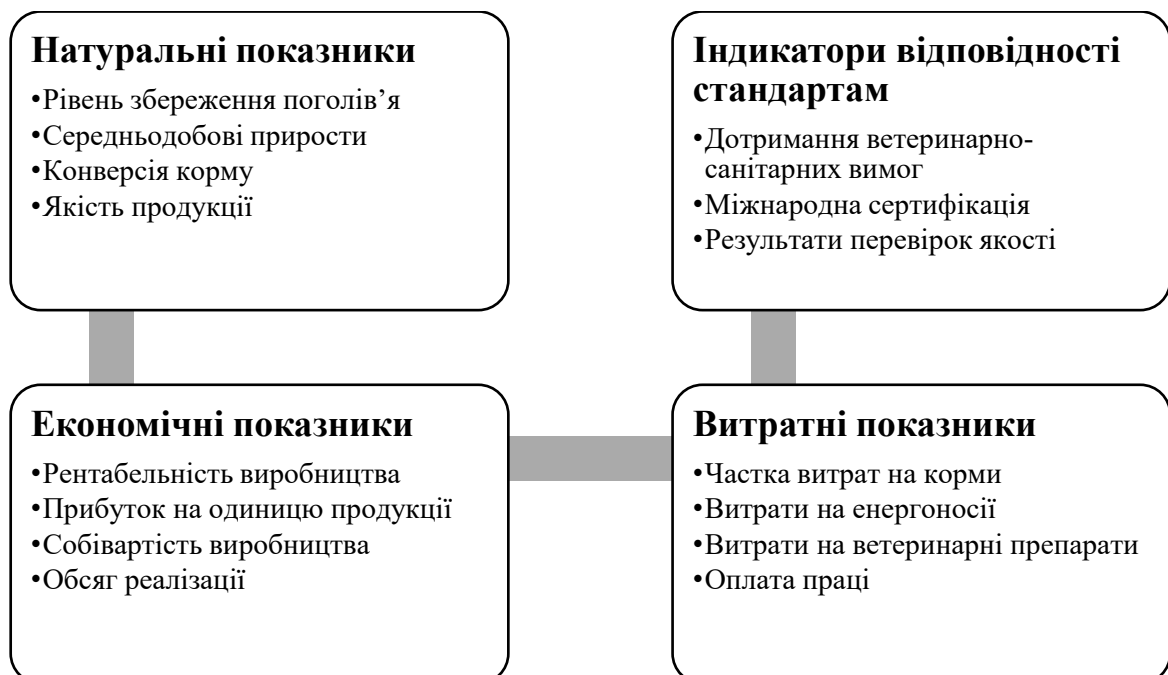 Натуральні показники
•Рівень збереження поголів’я
•Середньодобові прирости
•Конверсія корму
•Якість продукції
Індикатори відповідності
стандартам
•Дотримання ветеринарно-
санітарних вимог
•Міжнародна сертифікація
•Результати перевірок якості
Економічні показники
•Рентабельність виробництва
•Прибуток на одиницю продукції
•Собівартість виробництва
•Обсяг реалізації
Витратні показники
•Частка витрат на корми
•Витрати на енергоносії
•Витрати на ветеринарні препарати
•Оплата праці